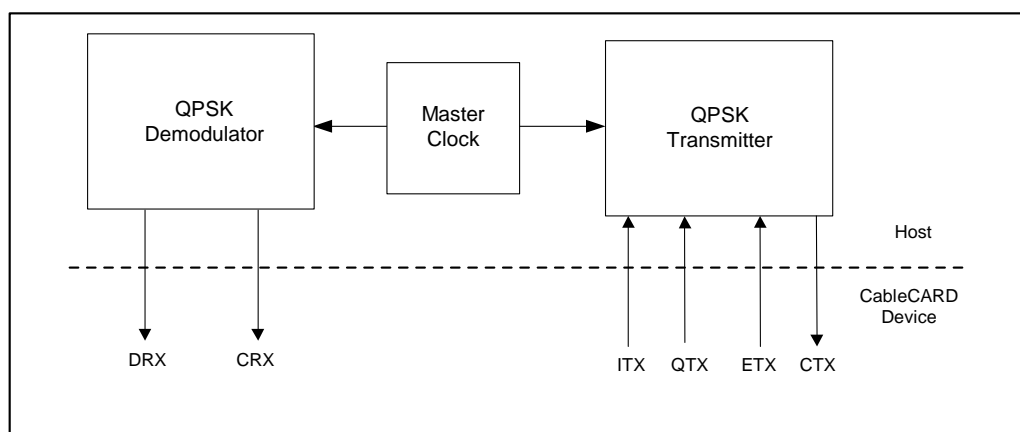 QPSK
Demodulator
Master
Clock
QPSK
Transmitter
Host
CableCARD
Device
DRX
CRX
ITX
QTX
ETX
CTX